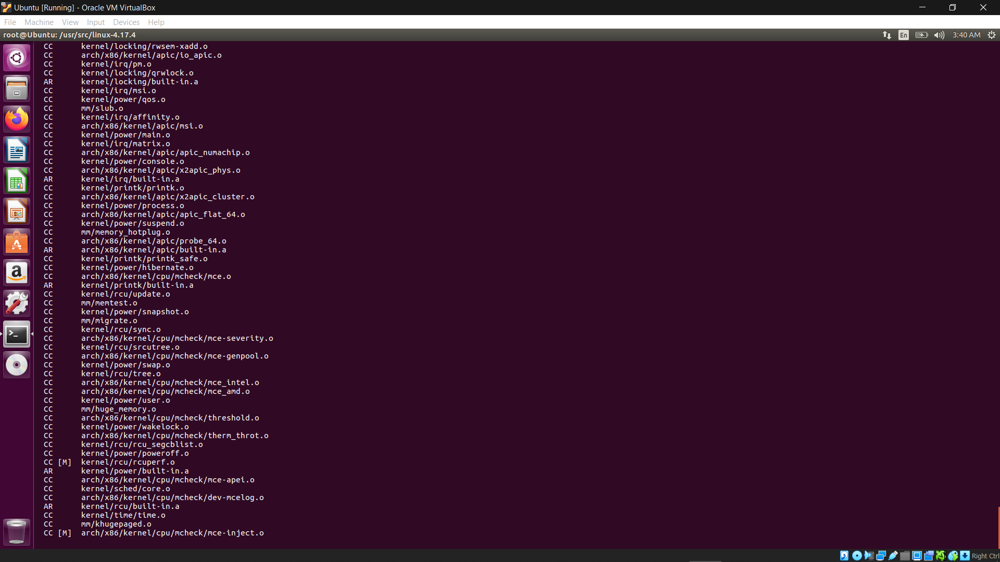 Ubuntu [Running] - Oracle VM VirtualBox
File Machine View Input Devices Help
root@Ubuntu: /usr/src/linux-4.17.4 En 3:40 AM
CC kernel/locking/rwsem-xadd.o
CC arch/x86/kernel/apic/io_apic.o
CC kernel/irq/pm.o
CC kernel/locking/qrwlock.o
AR kernel/locking/built-in.a
CC kernel/irq/msi.o
CC kernel/power/qos.o
CC mm/slub.o
CC kernel/irq/affinity.o
CC arch/x86/kernel/apic/msi.o
CC kernel/power/main.o
CC kernel/irq/matrix.o
CC arch/x86/kernel/apic/apic_numachip.o
CC kernel/power/console.o
CC arch/x86/kernel/apic/x2apic_phys.o
AR kernel/irq/built-in.a
CC kernel/printk/printk.o
CC arch/x86/kernel/apic/x2apic_cluster.o
CC kernel/power/process.o
CC arch/x86/kernel/apic/apic_flat_64.o
CC kernel/power/suspend.o
CC mm/memory_hotplug.o
CC arch/x86/kernel/apic/probe_64.o
AR arch/x86/kernel/apic/built-in.a
CC kernel/printk/printk_safe.o
CC kernel/power/hibernate.o
CC arch/x86/kernel/cpu/mcheck/mce.o
AR kernel/printk/built-in.a
CC kernel/rcu/update.o
CC mm/memtest.o
CC kernel/power/snapshot.o
CC mm/migrate.o
CC kernel/rcu/sync.o
CC arch/x86/kernel/cpu/mcheck/mce-severity.o
CC kernel/rcu/srcutree.o
CC arch/x86/kernel/cpu/mcheck/mce-genpool.o
CC kernel/power/swap.o
CC kernel/rcu/tree.o
CC arch/x86/kernel/cpu/mcheck/mce_intel.o
CC arch/x86/kernel/cpu/mcheck/mce_amd.o
CC kernel/power/user.o
CC mm/huge_memory.o
CC arch/x86/kernel/cpu/mcheck/threshold.o
CC kernel/power/wakelock.o
CC arch/x86/kernel/cpu/mcheck/therm_throt.o
CC kernel/rcu/rcu_segcblist.o
CC kernel/power/poweroff.o
CC [M] kernel/rcu/rcuperf.o
AR kernel/power/built-in.a
CC arch/x86/kernel/cpu/mcheck/mce-apei.o
CC kernel/sched/core.o
CC arch/x86/kernel/cpu/mcheck/dev-mcelog.o
AR kernel/rcu/built-in.a
CC kernel/time/time.o
CC mm/khugepaged.o
CC [M] arch/x86/kernel/cpu/mcheck/mce-inject.o
Right Ctrl